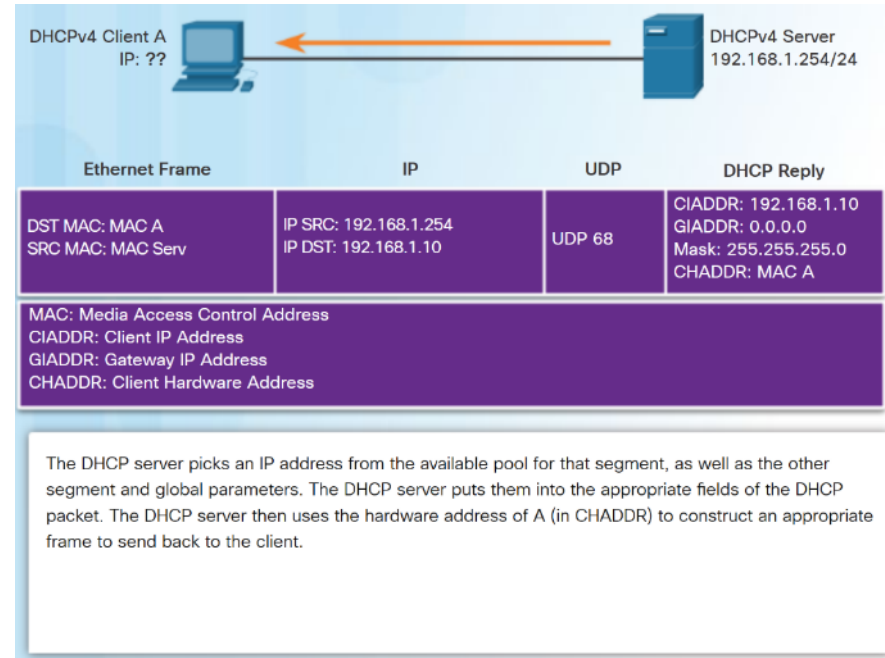 DHCPv4 Client A
IP: ??
DHCPv4 Server
192.168.1.254/24
Ethernet Frame
IP
UDP
DHCP Reply
DST MAC: MAC A
SRC MAC: MAC Serv
IP SRC: 192.168.1.254
IP DST: 192.168.1.10
UDP 68
CIADDR: 192.168.1.10
GIADDR: 0.0.0.0
Mask: 255.255.255.0
CHADDR: MAC A
MAC: Media Access Control Address
CIADDR: Client IP Address
GIADDR: Gateway IP Address
CHADDR: Client Hardware Address
The DHCP server picks an IP address from the available pool for that segment, as well as the other
segment and global parameters. The DHCP server puts them into the appropriate fields of the DHCP
packet. The DHCP server then uses the hardware address of A (in CHADDR) to construct an appropriate
frame to send back to the client.